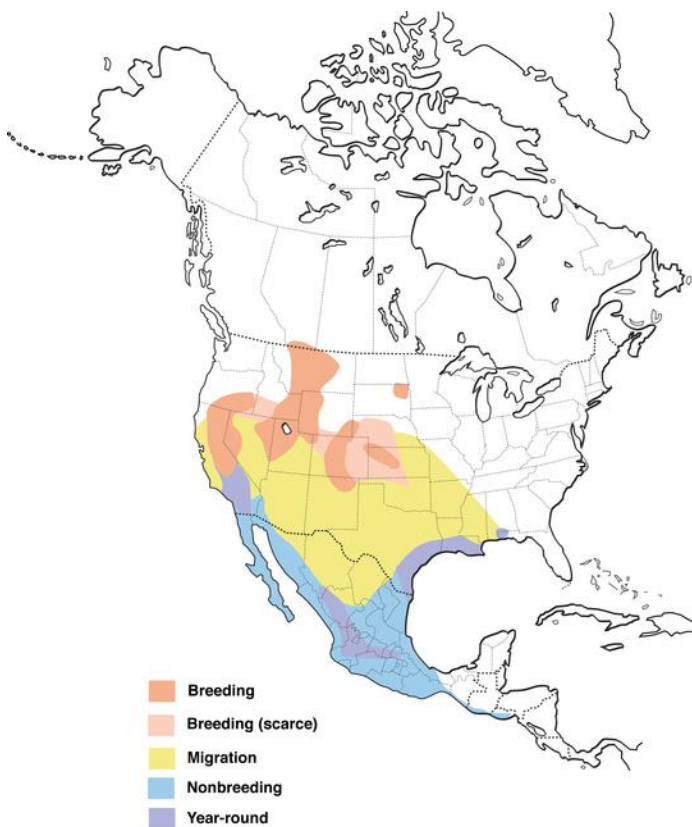 Breeding
Breeding (scarce)
Migration
Nonbreeding
Year-round